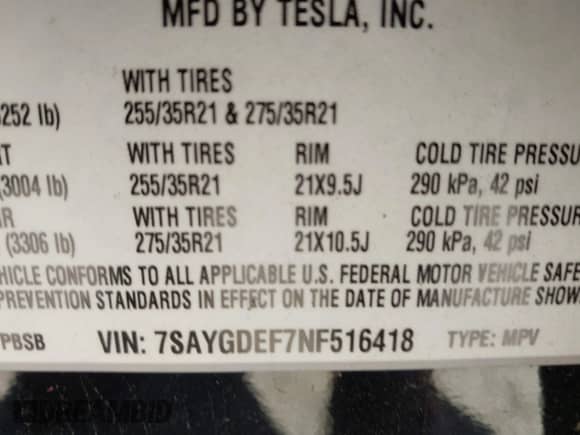 MFD BY TESLA, INC.
WITH TIRES
252 lb) 255/35R21 & 275/35R21
T WITH TIRES RIM COLD TIRE PRESSU
(3004 lb) 255/35R21 21X9.5J 290 kPa, 42 psi
R WITH TIRES RIM COLD TIRE PRESSUR
(3306 lb) 275/35R21 21X10.5J 290 kPa, 42 psi
HICLE CONFORMS TO ALL APPLICABLE U.S. FEDERAL MOTOR VEHICLE SAFE
PREVENTION STANDARDS IN EFFECT ON THE DATE OF MANUFACTURE SHOW
PBSB VIN: 7SAYGDEF7NF516418 TYPE: MPV
DREAMBID